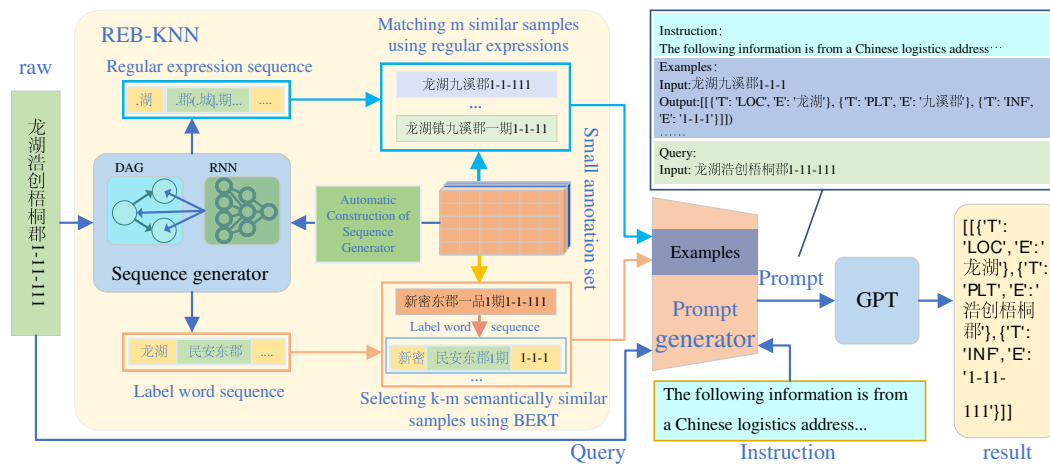 REB-KNN
raw
龙湖浩创梧桐郡1-11-111
Regular expression sequence
.湖
.郡(.城|.期...
....
DAG
RNN
Sequence generator
龙湖
民安东郡
....
Label word sequence
Automatic
Construction of
Sequence
Generator
Matching m similar samples
using regular expressions
龙湖九溪郡1-1-111
...
龙湖镇九溪郡一期1-1-11
Small annotation set
新密东郡一品1期1-1-111
Label word
sequence
新密
民安东郡1期
1-1-1
...
Selecting k-m semantically similar
samples using BERT
Instruction：
The following information is from a Chinese logistics address…
Examples：
Input:龙湖九溪郡1-1-1
Output:[[{'T': 'LOC', 'E': '龙湖'}, {'T': 'PLT', 'E': '九溪郡'}, {'T': 'INF',
'E': '1-1-1'}]])
……
Query:
Input: 龙湖浩创梧桐郡1-11-111
Examples
Prompt
generator
Prompt
GPT
The following information is from
a Chinese logistics address...
Query
Instruction
[[{'T':
'LOC','E':'
龙湖'}, {'T':
'PLT', 'E':'
浩创梧桐
郡'}, {'T':
'INF', 'E':
'1-11-
111'}]]
result